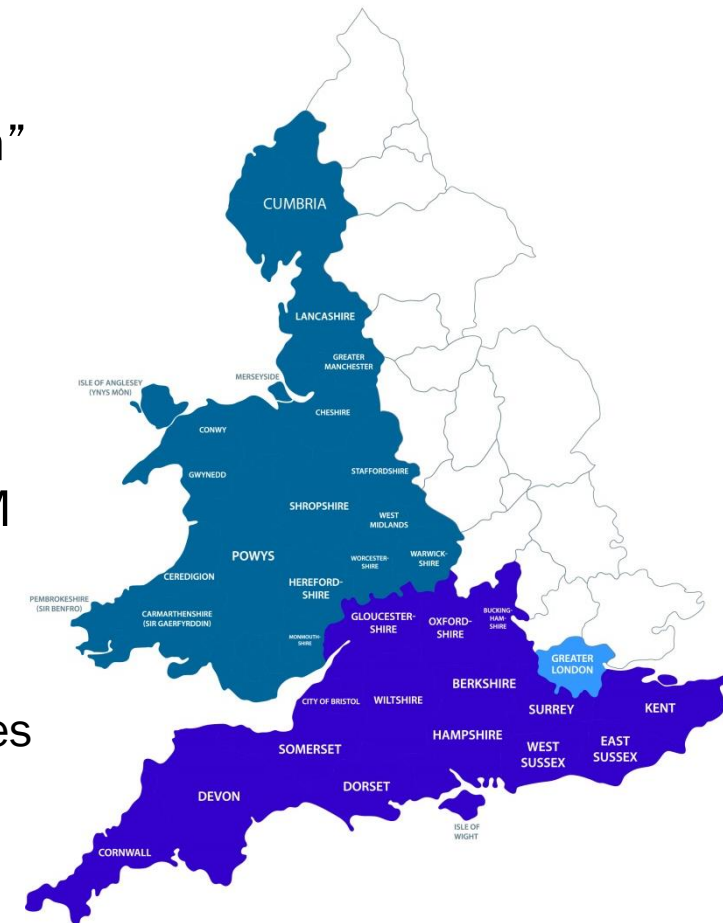 ”
CUMBRIA
LANCASHIRE
GREATER
MANCHESTER
MERSEYSIDE
ISLE OF ANGLESEY
(YNYS MÔN)
CHESHIRE
CONWY
GWYNEDD
STAFFORDSHIRE
SHROPSHIRE
WEST
MIDLANDS
POWYS
WORCESTER-
SHIRE
WARWICK-
SHIRE
CEREDIGION
HEREFORD-
SHIRE
PEMBROKESHIRE
(SIR BENFRO)
CARMARTHENSHIRE
(SIR GAERFYRDDIN)
MONMOUTH-
SHIRE
GLOUCESTER-
SHIRE
OXFORD-
SHIRE
BUCKING-
HAM-
SHIRE
GREATER
LONDON
BERKSHIRE
CITY OF BRISTOL
WILTSHIRE
SURREY
KENT
es
SOMERSET
HAMPSHIRE
WEST
SUSSEX
EAST
SUSSEX
DEVON
DORSET
ISLE OF
WIGHT
CORNWALL